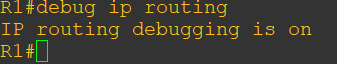 R1#debug ip routing
IP routing debugging is on
R1#